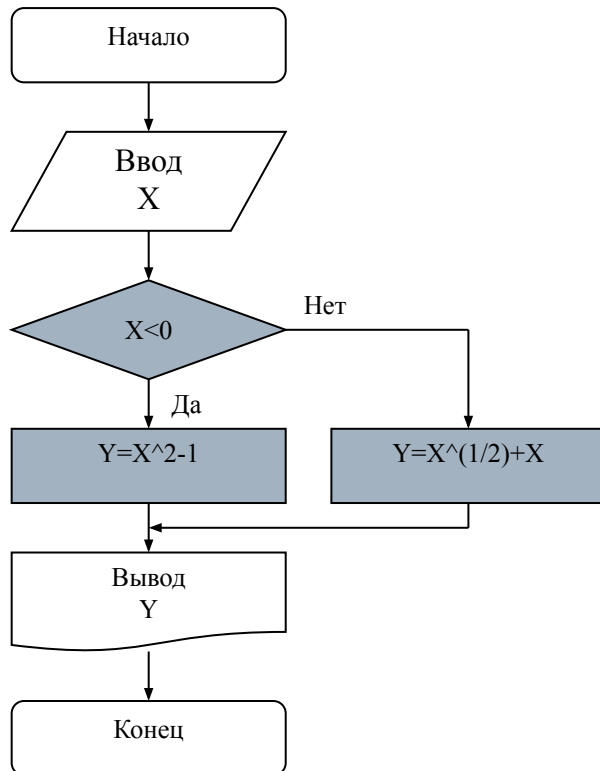 Начало
Ввод
X
X<0
Нет
Да
Y=X^2-1
Y=X^(1/2)+X
Вывод
Y
Конец